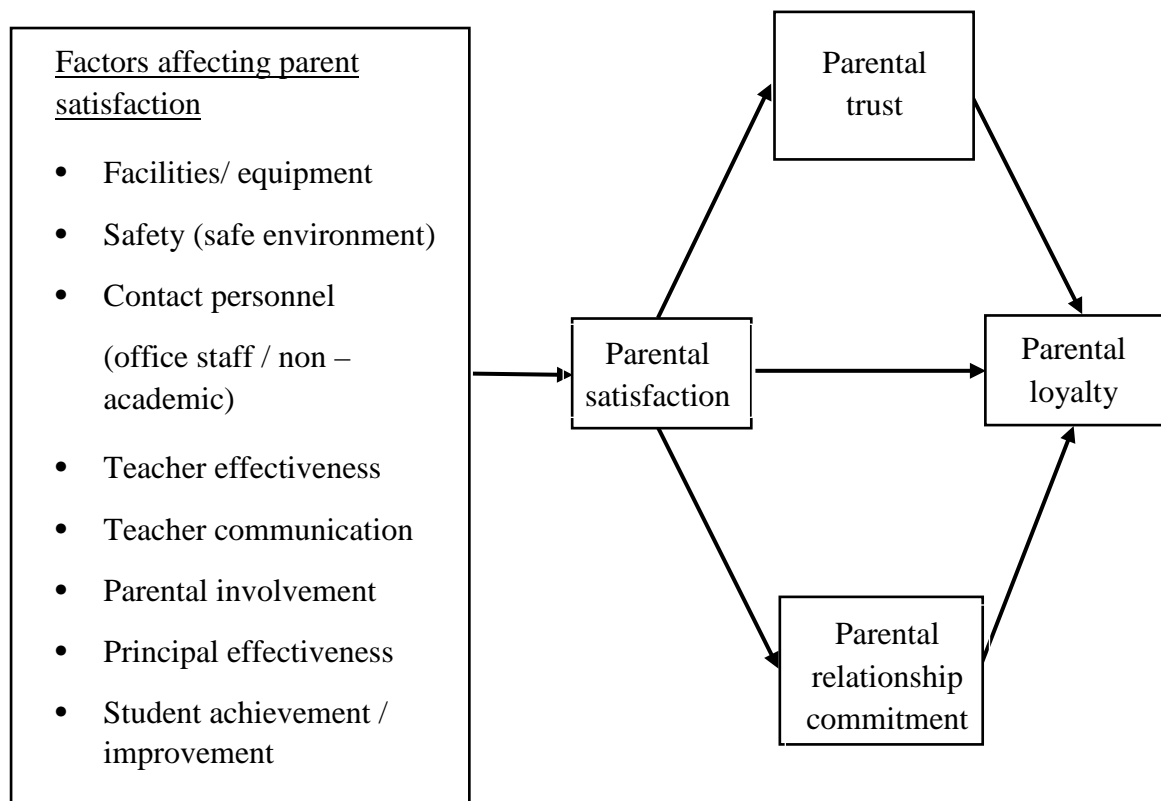 Factors affecting parent
satisfaction
• Facilities/ equipment
• Safety (safe environment)
• Contact personnel
(office staff / non –
academic)
• Teacher effectiveness
• Teacher communication
• Parental involvement
• Principal effectiveness
• Student achievement /
improvement
Parental
trust
Parental
satisfaction
Parental
loyalty
Parental
relationship
commitment